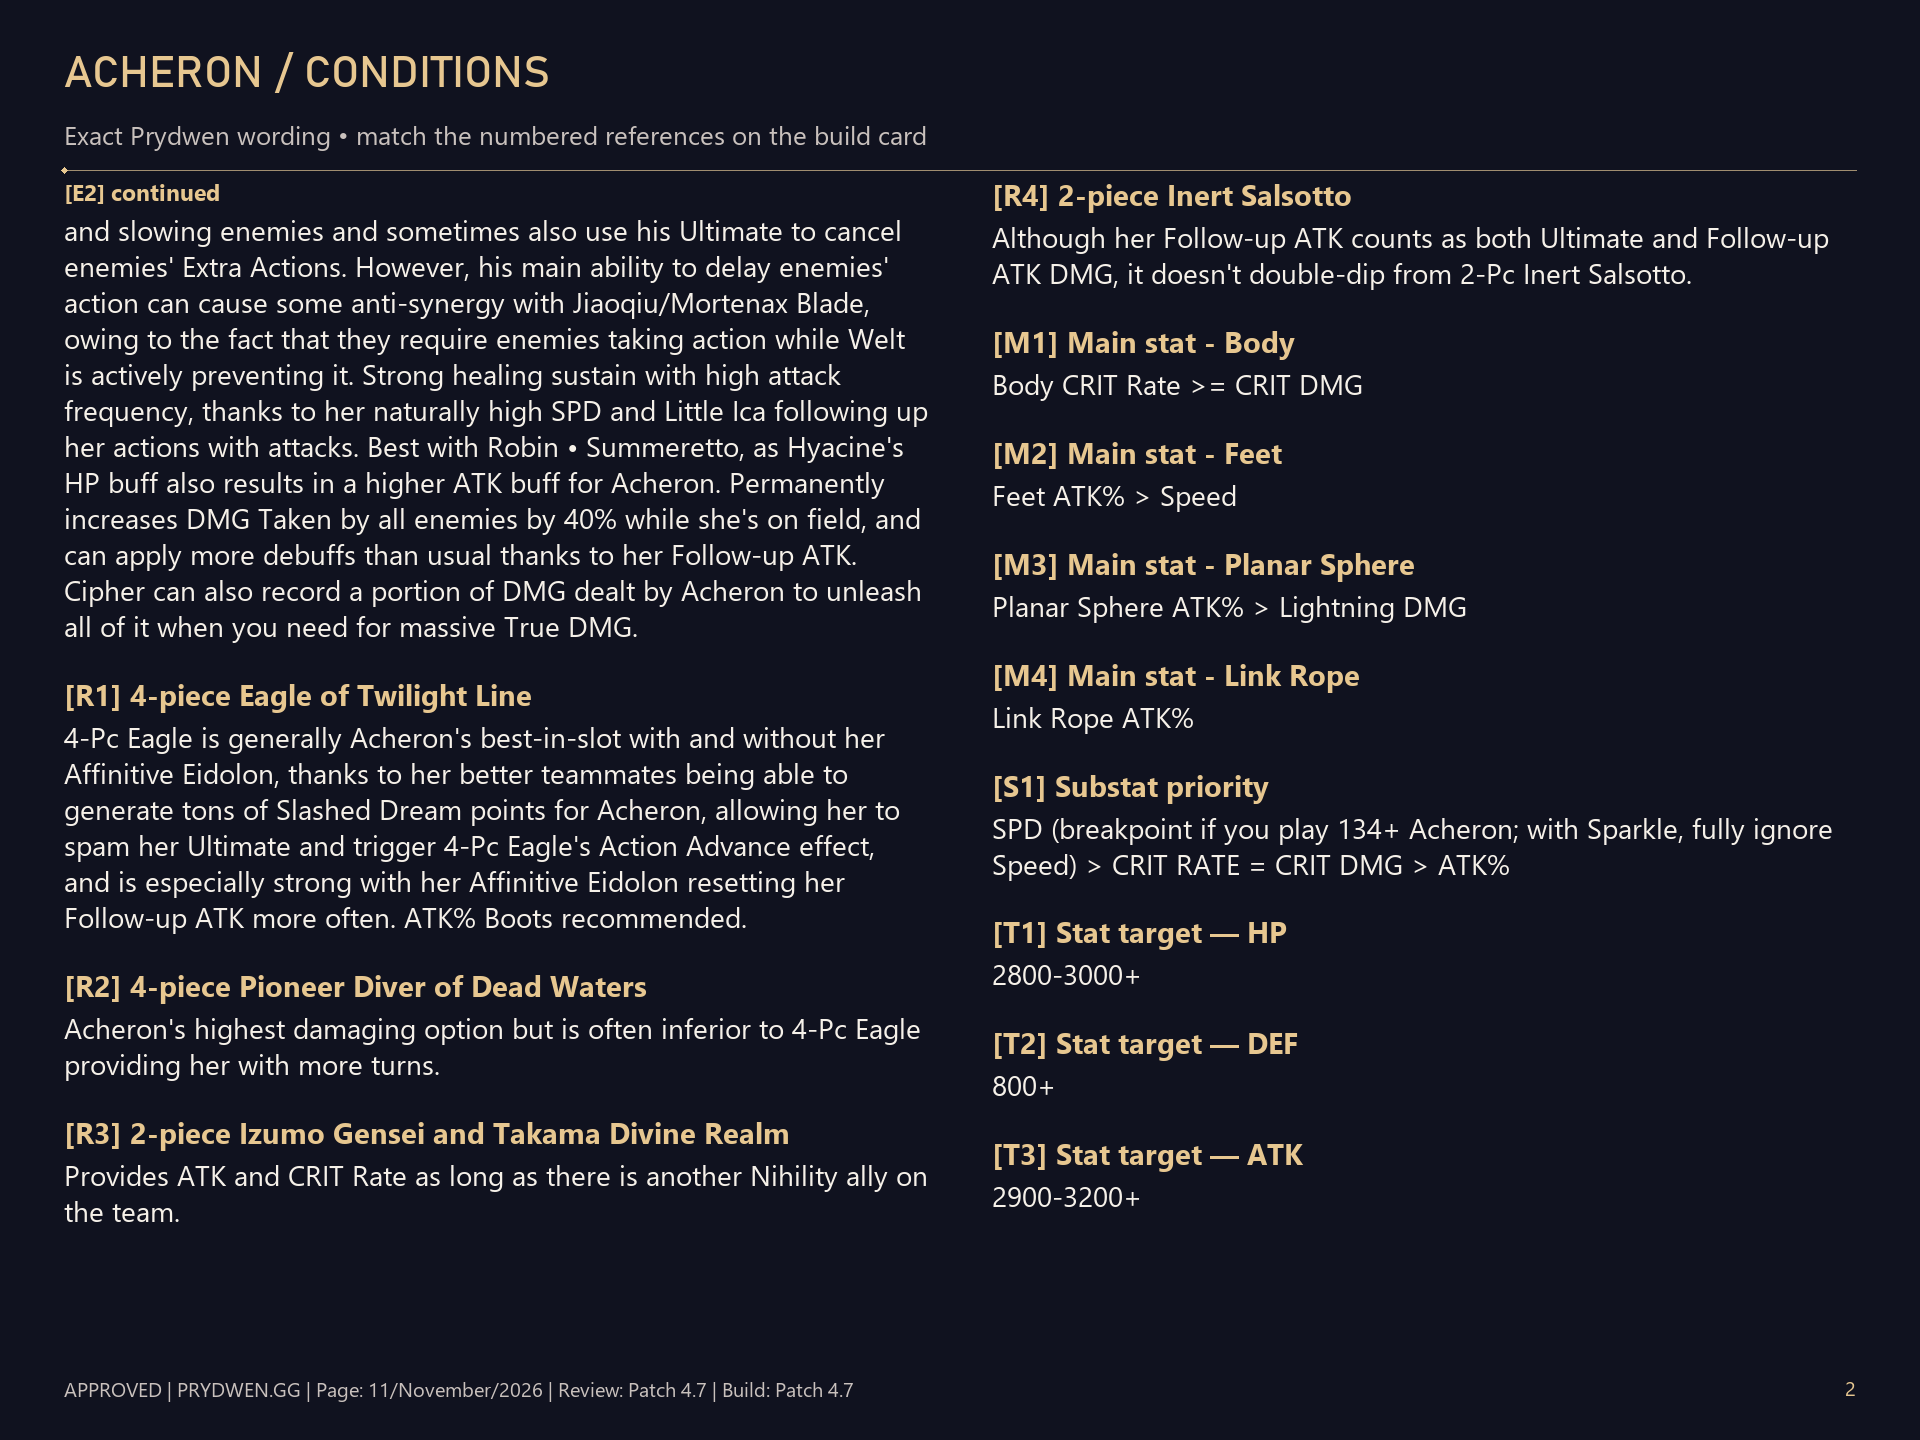 ACHERON / CONDITIONS
Exact Prydwen wording • match the numbered references on the build card
[E2] continued
and slowing enemies and sometimes also use his Ultimate to cancel
enemies' Extra Actions. However, his main ability to delay enemies'
action can cause some anti-synergy with Jiaoqiu/Mortenax Blade,
owing to the fact that they require enemies taking action while Welt
is actively preventing it. Strong healing sustain with high attack
frequency, thanks to her naturally high SPD and Little Ica following up
her actions with attacks. Best with Robin • Summeretto, as Hyacine's
HP buff also results in a higher ATK buff for Acheron. Permanently
increases DMG Taken by all enemies by 40% while she's on field, and
can apply more debuffs than usual thanks to her Follow-up ATK.
Cipher can also record a portion of DMG dealt by Acheron to unleash
all of it when you need for massive True DMG.
[R1] 4-piece Eagle of Twilight Line
4-Pc Eagle is generally Acheron's best-in-slot with and without her
Affinitive Eidolon, thanks to her better teammates being able to
generate tons of Slashed Dream points for Acheron, allowing her to
spam her Ultimate and trigger 4-Pc Eagle's Action Advance effect,
and is especially strong with her Affinitive Eidolon resetting her
Follow-up ATK more often. ATK% Boots recommended.
[R2] 4-piece Pioneer Diver of Dead Waters
Acheron's highest damaging option but is often inferior to 4-Pc Eagle
providing her with more turns.
[R3] 2-piece Izumo Gensei and Takama Divine Realm
Provides ATK and CRIT Rate as long as there is another Nihility ally on
the team.
[R4] 2-piece Inert Salsotto
Although her Follow-up ATK counts as both Ultimate and Follow-up
ATK DMG, it doesn't double-dip from 2-Pc Inert Salsotto.
[M1] Main stat - Body
Body CRIT Rate >= CRIT DMG
[M2] Main stat - Feet
Feet ATK% > Speed
[M3] Main stat - Planar Sphere
Planar Sphere ATK% > Lightning DMG
[M4] Main stat - Link Rope
Link Rope ATK%
[S1] Substat priority
SPD (breakpoint if you play 134+ Acheron; with Sparkle, fully ignore
Speed) > CRIT RATE = CRIT DMG > ATK%
[T1] Stat target — HP
2800-3000+
[T2] Stat target — DEF
800+
[T3] Stat target — ATK
2900-3200+
APPROVED | PRYDWEN.GG | Page: 11/November/2026 | Review: Patch 4.7 | Build: Patch 4.7
2